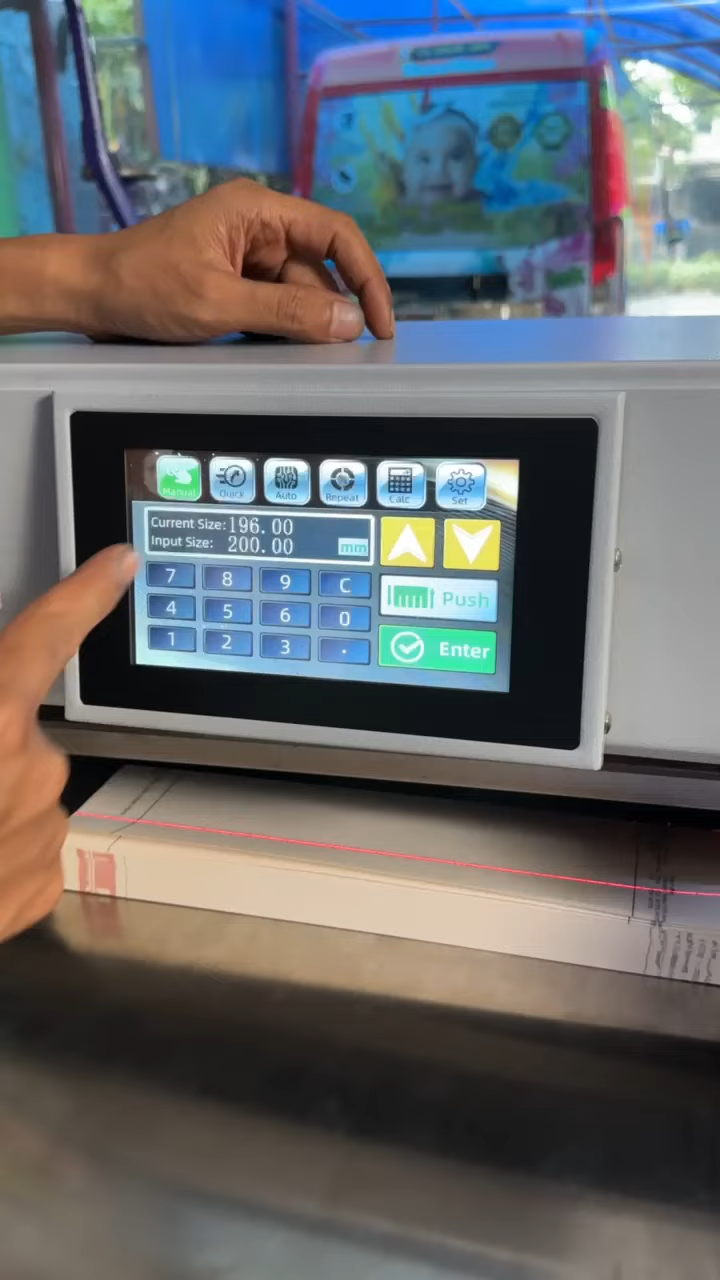 Manual Quick Auto Repeat Calc Set
Current Size: 196.00
Input Size: 200.00 mm
7 8 9 C
4 5 6 0
1 2 3 .
Push
Enter